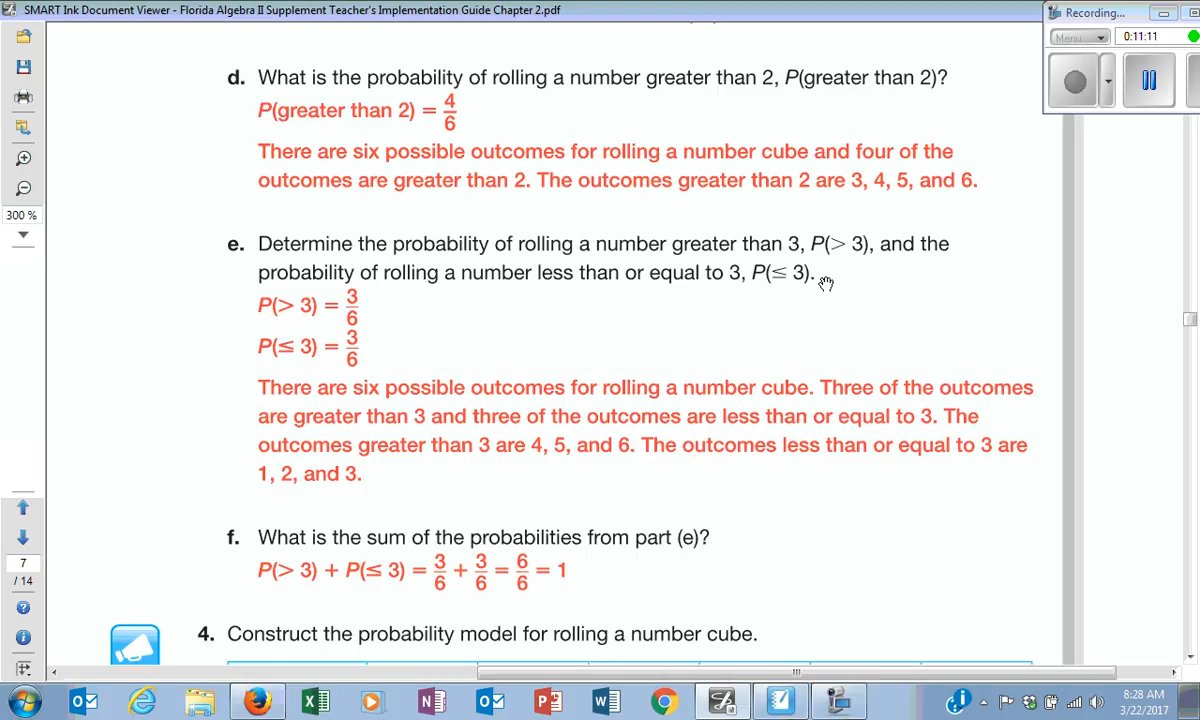 SMART Ink Document Viewer - Florida Algebra II Supplement Teacher's Implementation Guide Chapter 2.pdf
Recording...
Menu
0:11:11
300 %
7
/ 14
d. What is the probability of rolling a number greater than 2, P(greater than 2)?
P(greater than 2) = 4/6
There are six possible outcomes for rolling a number cube and four of the
outcomes are greater than 2. The outcomes greater than 2 are 3, 4, 5, and 6.
e. Determine the probability of rolling a number greater than 3, P(> 3), and the
probability of rolling a number less than or equal to 3, P(≤ 3).
P(> 3) = 3/6
P(≤ 3) = 3/6
There are six possible outcomes for rolling a number cube. Three of the outcomes
are greater than 3 and three of the outcomes are less than or equal to 3. The
outcomes greater than 3 are 4, 5, and 6. The outcomes less than or equal to 3 are
1, 2, and 3.
f. What is the sum of the probabilities from part (e)?
P(> 3) + P(≤ 3) = 3/6 + 3/6 = 6/6 = 1
4. Construct the probability model for rolling a number cube.
8:28 AM
3/22/2017